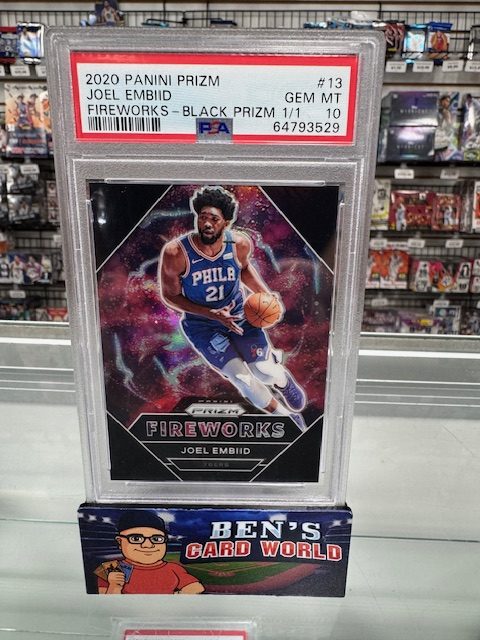 2020 PANINI PRIZM #13
JOEL EMBIID GEM MT
FIREWORKS-BLACK PRIZM 1/1 10
PSA 64793529
PHILA
21
PANINI
PRIZM
FIREWORKS
JOEL EMBIID
76ERS
BEN'S
CARD WORLD